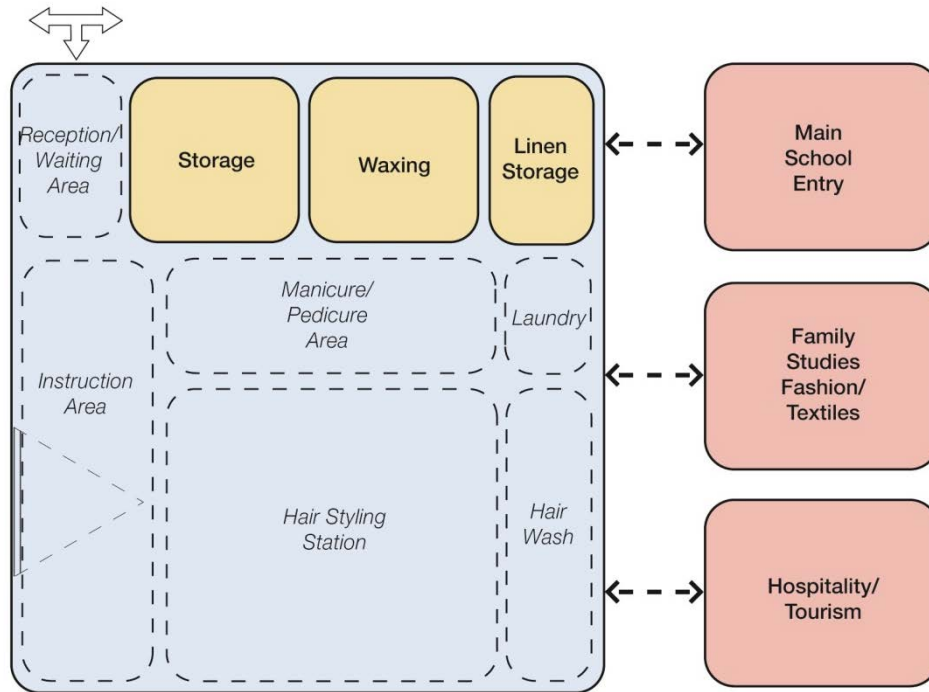 Reception/
Waiting
Area
Storage
Waxing
Linen
Storage
Main
School
Entry
Manicure/
Pedicure
Area
Laundry
Family
Studies
Fashion/
Textiles
Instruction
Area
Hair Styling
Station
Hair
Wash
Hospitality/
Tourism